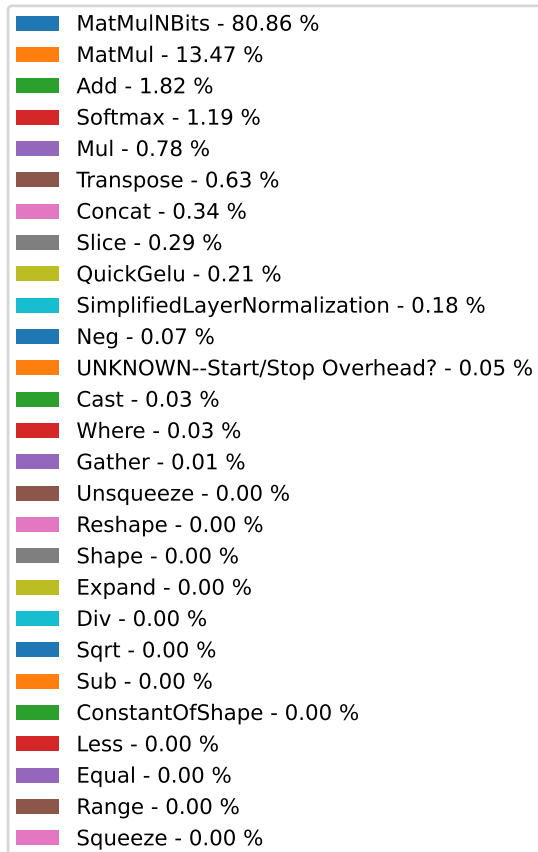 MatMulNBits - 80.86 %
MatMul - 13.47 %
Add - 1.82 %
Softmax - 1.19 %
Mul - 0.78 %
Transpose - 0.63 %
Concat - 0.34 %
Slice - 0.29 %
QuickGelu - 0.21 %
SimplifiedLayerNormalization - 0.18 %
Neg - 0.07 %
UNKNOWN--Start/Stop Overhead? - 0.05 %
Cast - 0.03 %
Where - 0.03 %
Gather - 0.01 %
Unsqueeze - 0.00 %
Reshape - 0.00 %
Shape - 0.00 %
Expand - 0.00 %
Div - 0.00 %
Sqrt - 0.00 %
Sub - 0.00 %
ConstantOfShape - 0.00 %
Less - 0.00 %
Equal - 0.00 %
Range - 0.00 %
Squeeze - 0.00 %